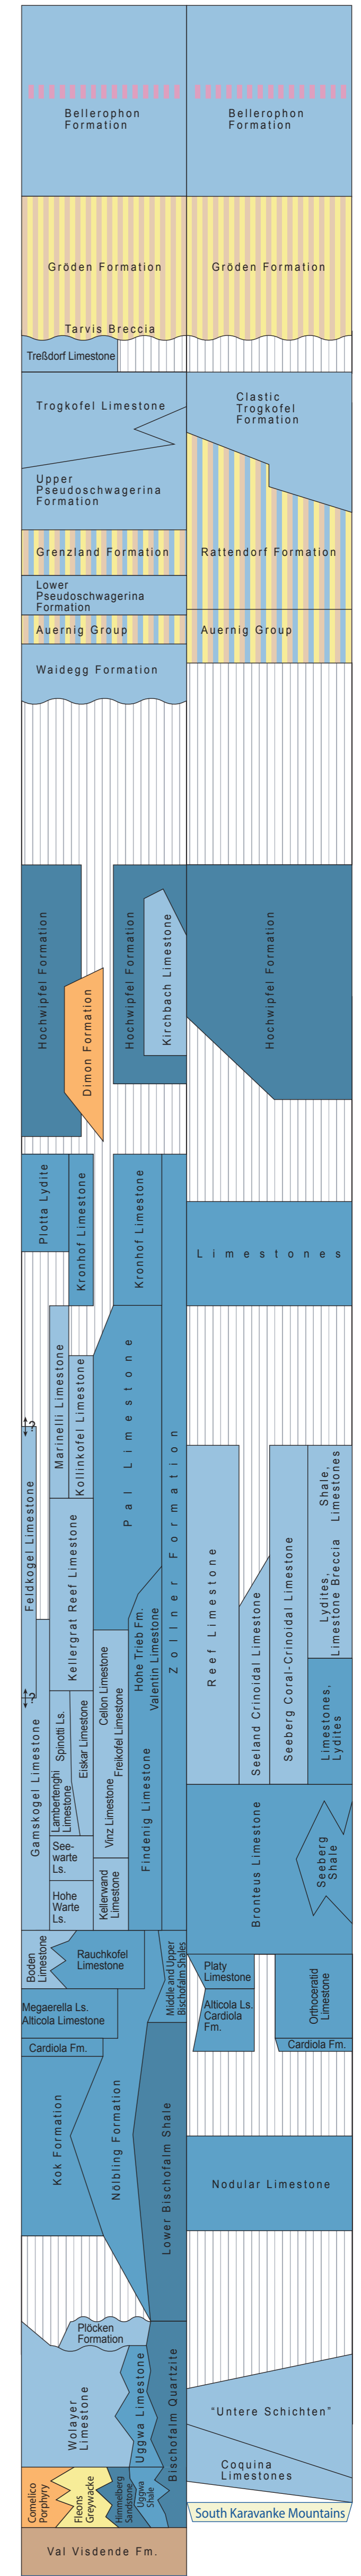 Bellerophon
Formation
Bellerophon
Formation
Gröden Formation
Gröden Formation
Tarvis Breccia
Treßdorf Limestone
Trogkofel Limestone
Clastic
Trogkofel
Formation
Upper
Pseudoschwagerina
Formation
Grenzland Formation
Rattendorf Formation
Lower
Pseudoschwagerina
Formation
Auernig Group
Auernig Group
Waidegg Formation
Hochwipfel Formation
Dimon Formation
Hochwipfel Formation
Kirchbach Limestone
Hochwipfel Formation
Plotta Lydite
Kronhof Limestone
Kronhof Limestone
Limestones
Feldkogel Limestone
?
Marinelli Limestone
Kollinkofel Limestone
Pal Limestone
Zollner Formation
Reef Limestone
Seeland Crinoidal Limestone
Seeberg Coral-Crinoidal Limestone
Shale,
Limestones
Lydites,
Limestone Breccia
Limestones,
Lydites
Kellergrat Reef Limestone
Hohe Trieb Fm.
Valentin Limestone
?
Gamskogel Limestone
Spinotti Ls.
Lambertenghi
Limestone
Eiskar Limestone
Cellon Limestone
Freikofel Limestone
Vinz Limestone
Findenig Limestone
See-
warte
Ls.
Hohe
Warte
Ls.
Kellerwand
Limestone
Bronteus Limestone
Seeberg
Shale
Boden
Limestone
Rauchkofel
Limestone
Middle and Upper
Bischofalm Shales
Platy
Limestone
Alticola Ls.
Cardiola
Fm.
Orthoceratid
Limestone
Cardiola Fm.
Megaerella Ls.
Alticola Limestone
Cardiola Fm.
Kok Formation
Nölbling Formation
Lower Bischofalm Shale
Nodular Limestone
Plöcken
Formation
Wolayer
Limestone
Uggwa Limestone
Bischofalm Quartzite
"Untere Schichten"
Coquina
Limestones
Comelico
Porphyry
Fleons
Greywacke
Himmelberg
Sandstone
Uggwa
Shale
South Karavanke Mountains
Val Visdende Fm.